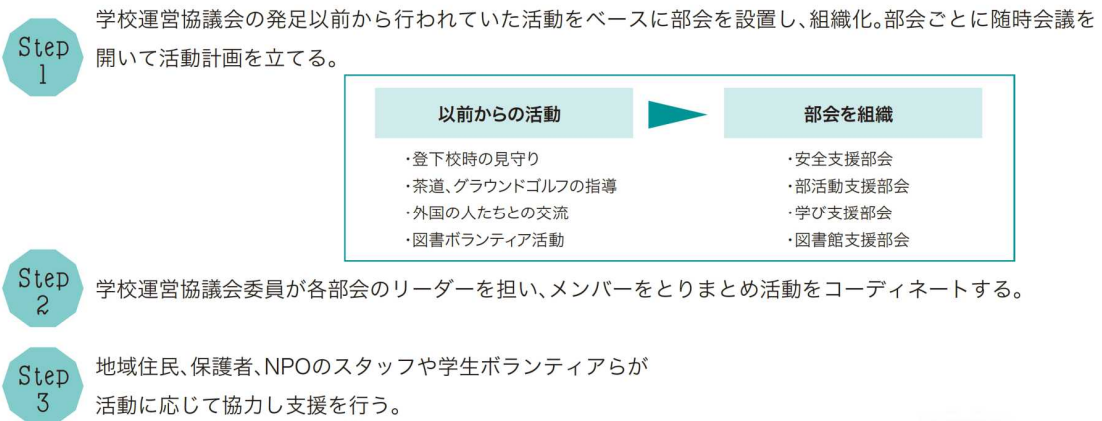 Step
1
学校運営協議会の発足以前から行われていた活動をベースに部会を設置し、組織化。部会ごとに随時会議を
開いて活動計画を立てる。
以前からの活動
・登下校時の見守り
・茶道、グラウンドゴルフの指導
・外国の人たちとの交流
・図書ボランティア活動
部会を組織
・安全支援部会
・部活動支援部会
・学び支援部会
・図書館支援部会
Step
2
学校運営協議会委員が各部会のリーダーを担い、メンバーをとりまとめ活動をコーディネートする。
Step
3
地域住民、保護者、NPOのスタッフや学生ボランティアらが
活動に応じて協力し支援を行う。